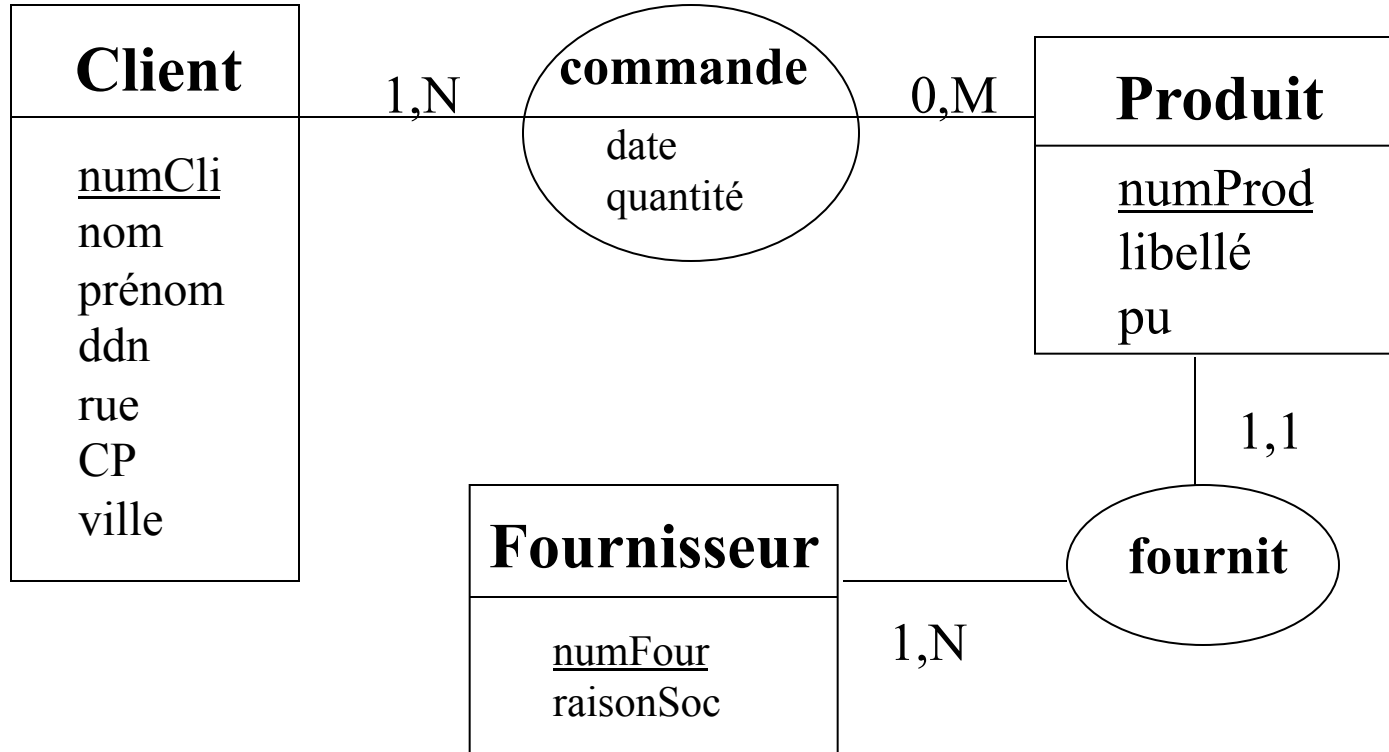 Client
numCli
nom
prénom
ddn
rue
CP
ville
1,N
commande
date
quantité
0,M
Produit
numProd
libellé
pu
1,1
fournit
1,N
Fournisseur
numFour
raisonSoc